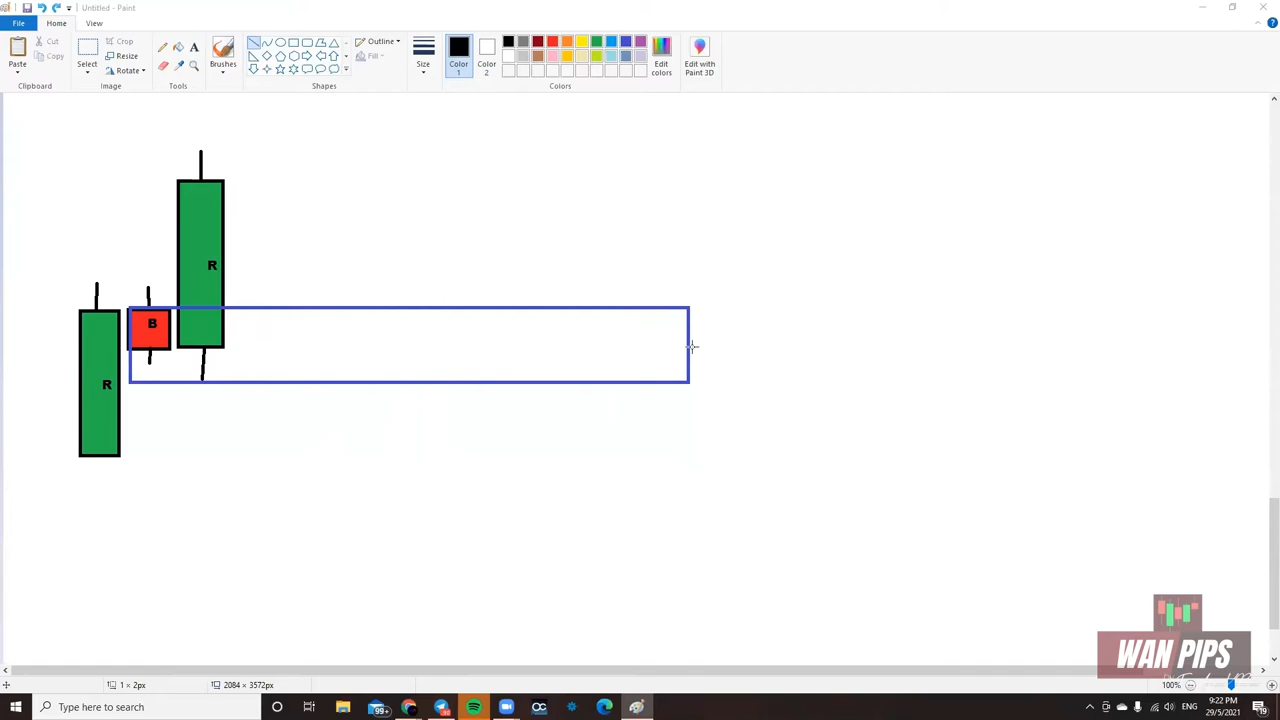 Untitled - Paint
File
Home
View
Paste
Cut
Copy
Clipboard
Select
Crop
Resize
Rotate
Image
Tools
Brushes
Outline
Fill
Shapes
Size
Color 1
Color 2
Colors
Edit colors
Edit with Paint 3D
R
B
R
WAN PIPS
1 × 2px
2084 × 3572px
100%
Type here to search
99+
ENG
9:22 PM
29/5/2021
19